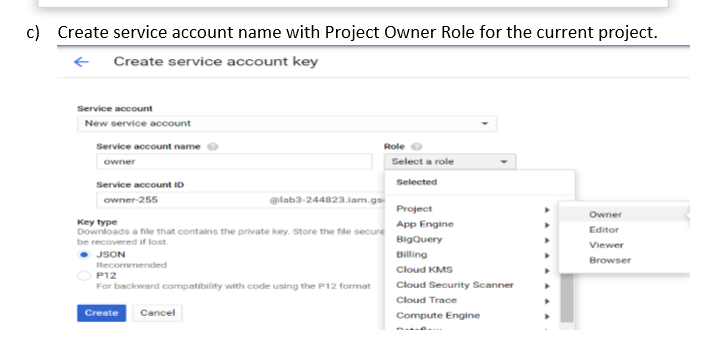 c) Create service account name with Project Owner Role for the current project.
Create service account key
Service account
New service account
Service account name
Role
owner
Select a role
Service account ID
Selected
owner-255 @lab3-244823.iam.gs
Project
Owner
Key type
App Engine
Editor
Downloads a file that contains the private key. Store the file secure
BigQuery
Viewer
be recovered if lost.
JSON
Billing
Browser
Recommended
Cloud KMS
P12
For backward compatibility with code using the P12 format
Cloud Security Scanner
Cloud Trace
Create Cancel
Compute Engine